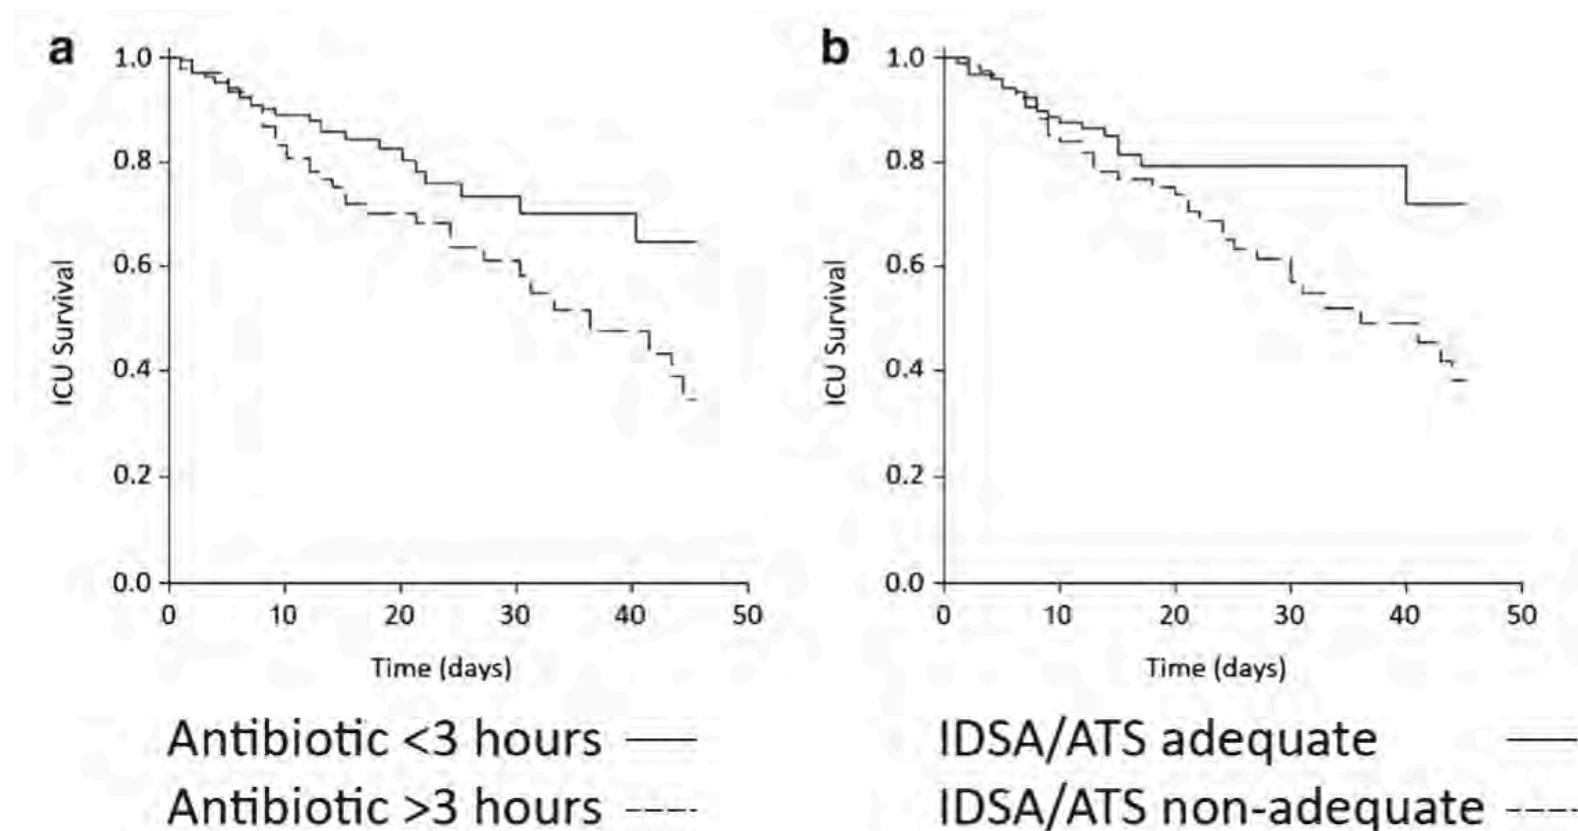 a
1.0
0.8
0.6
0.4
0.2
0.0
ICU Survival
0 10 20 30 40 50
Time (days)
Antibiotic <3 hours
Antibiotic >3 hours
b
1.0
0.8
0.6
0.4
0.2
0.0
ICU Survival
0 10 20 30 40 50
Time (days)
IDSA/ATS adequate
IDSA/ATS non-adequate